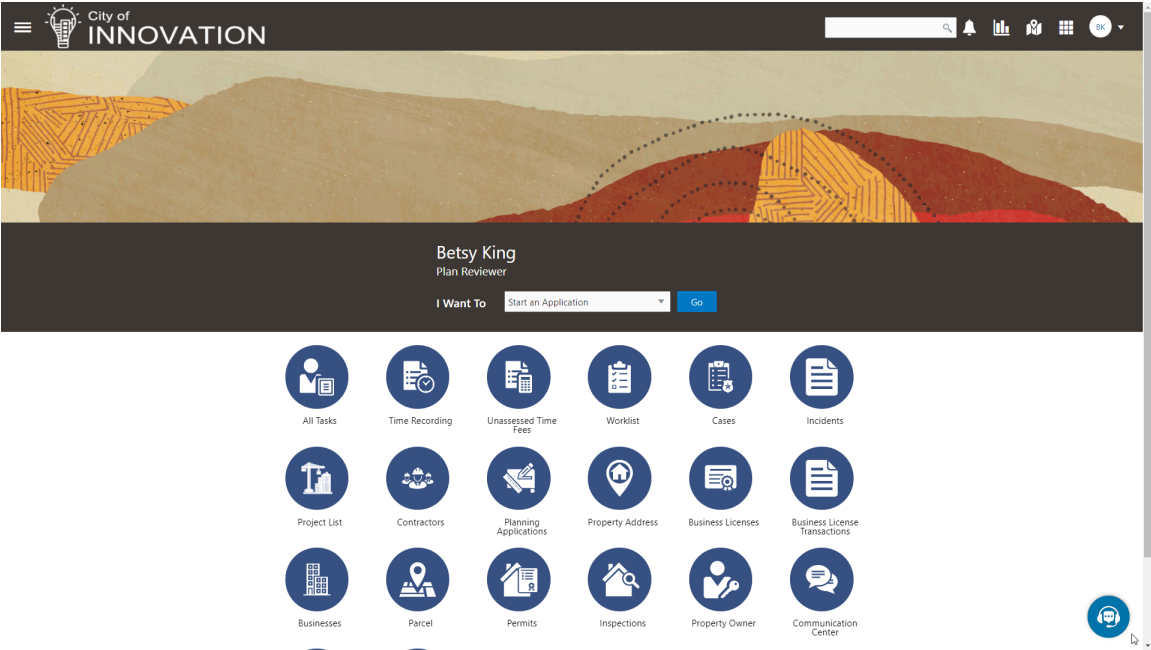 City of
INNOVATION
BK
Betsy King
Plan Reviewer
I Want To
Start an Application
Go
All Tasks
Time Recording
Unassessed Time
Fees
Worklist
Cases
Incidents
Project List
Contractors
Planning
Applications
Property Address
Business Licenses
Business License
Transactions
Businesses
Parcel
Permits
Inspections
Property Owner
Communication
Center